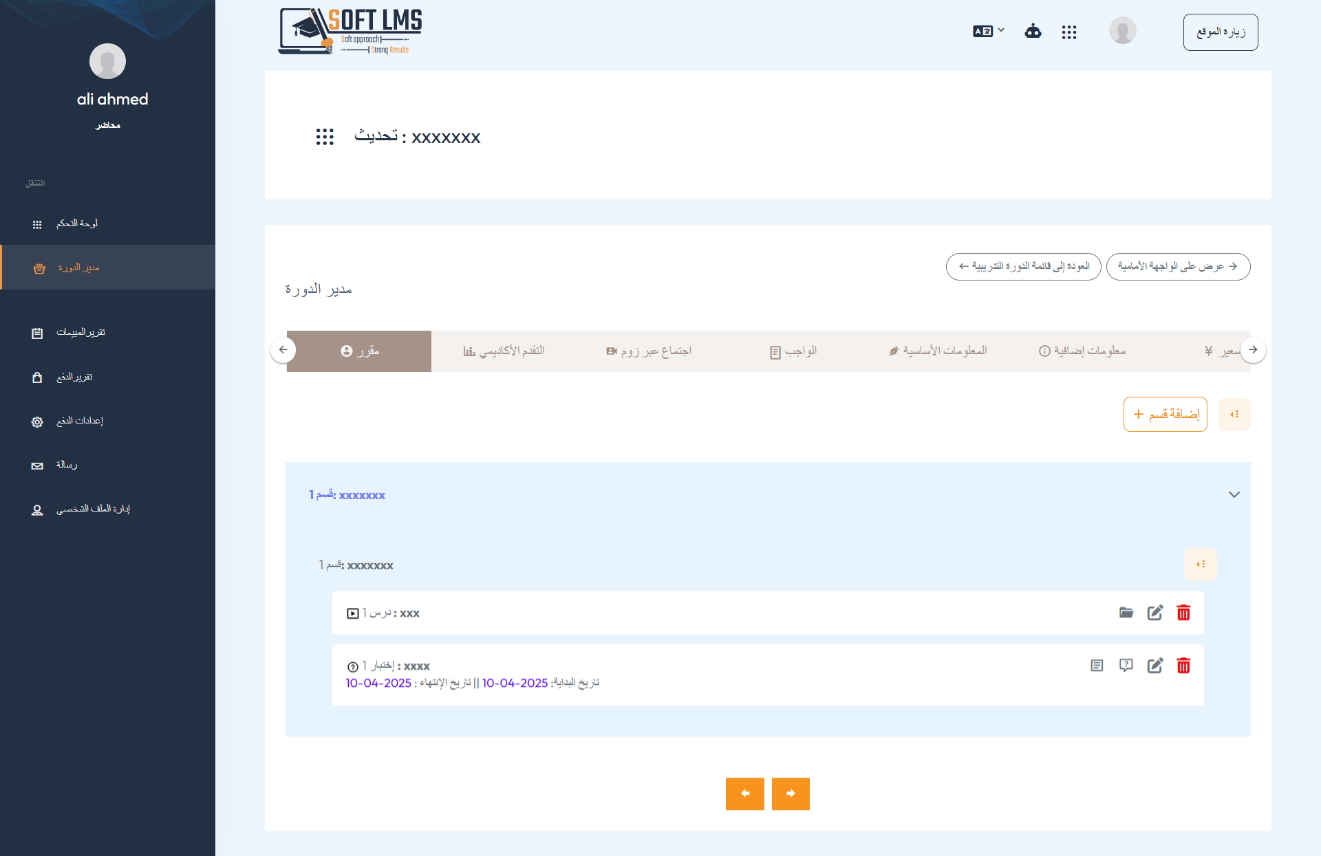 SOFT LMS
Soft approach
Strong Results
زيارة الموقع
ali ahmed
محاضر
التنقل
لوحة التحكم
مدير الدورة
تقرير المبيعات
تقرير الدفع
إعدادات الدفع
رسالة
إدارة الملف الشخصي
تحديث : xxxxxxx
عرض على الواجهة الأمامية
العودة إلى قائمة الدورة التدريبية
مدير الدورة
مقرر
التقدم الأكاديمي
اجتماع عبر زوم
الواجب
المعلومات الأساسية
معلومات إضافية
سعير ¥
إضافة قسم +
قسم 1: xxxxxxx
قسم 1: xxxxxxx
درس 1 : xxx
إختبار 1 : xxxx
تاريخ البداية: 10-04-2025 || تاريخ الإنتهاء : 10-04-2025